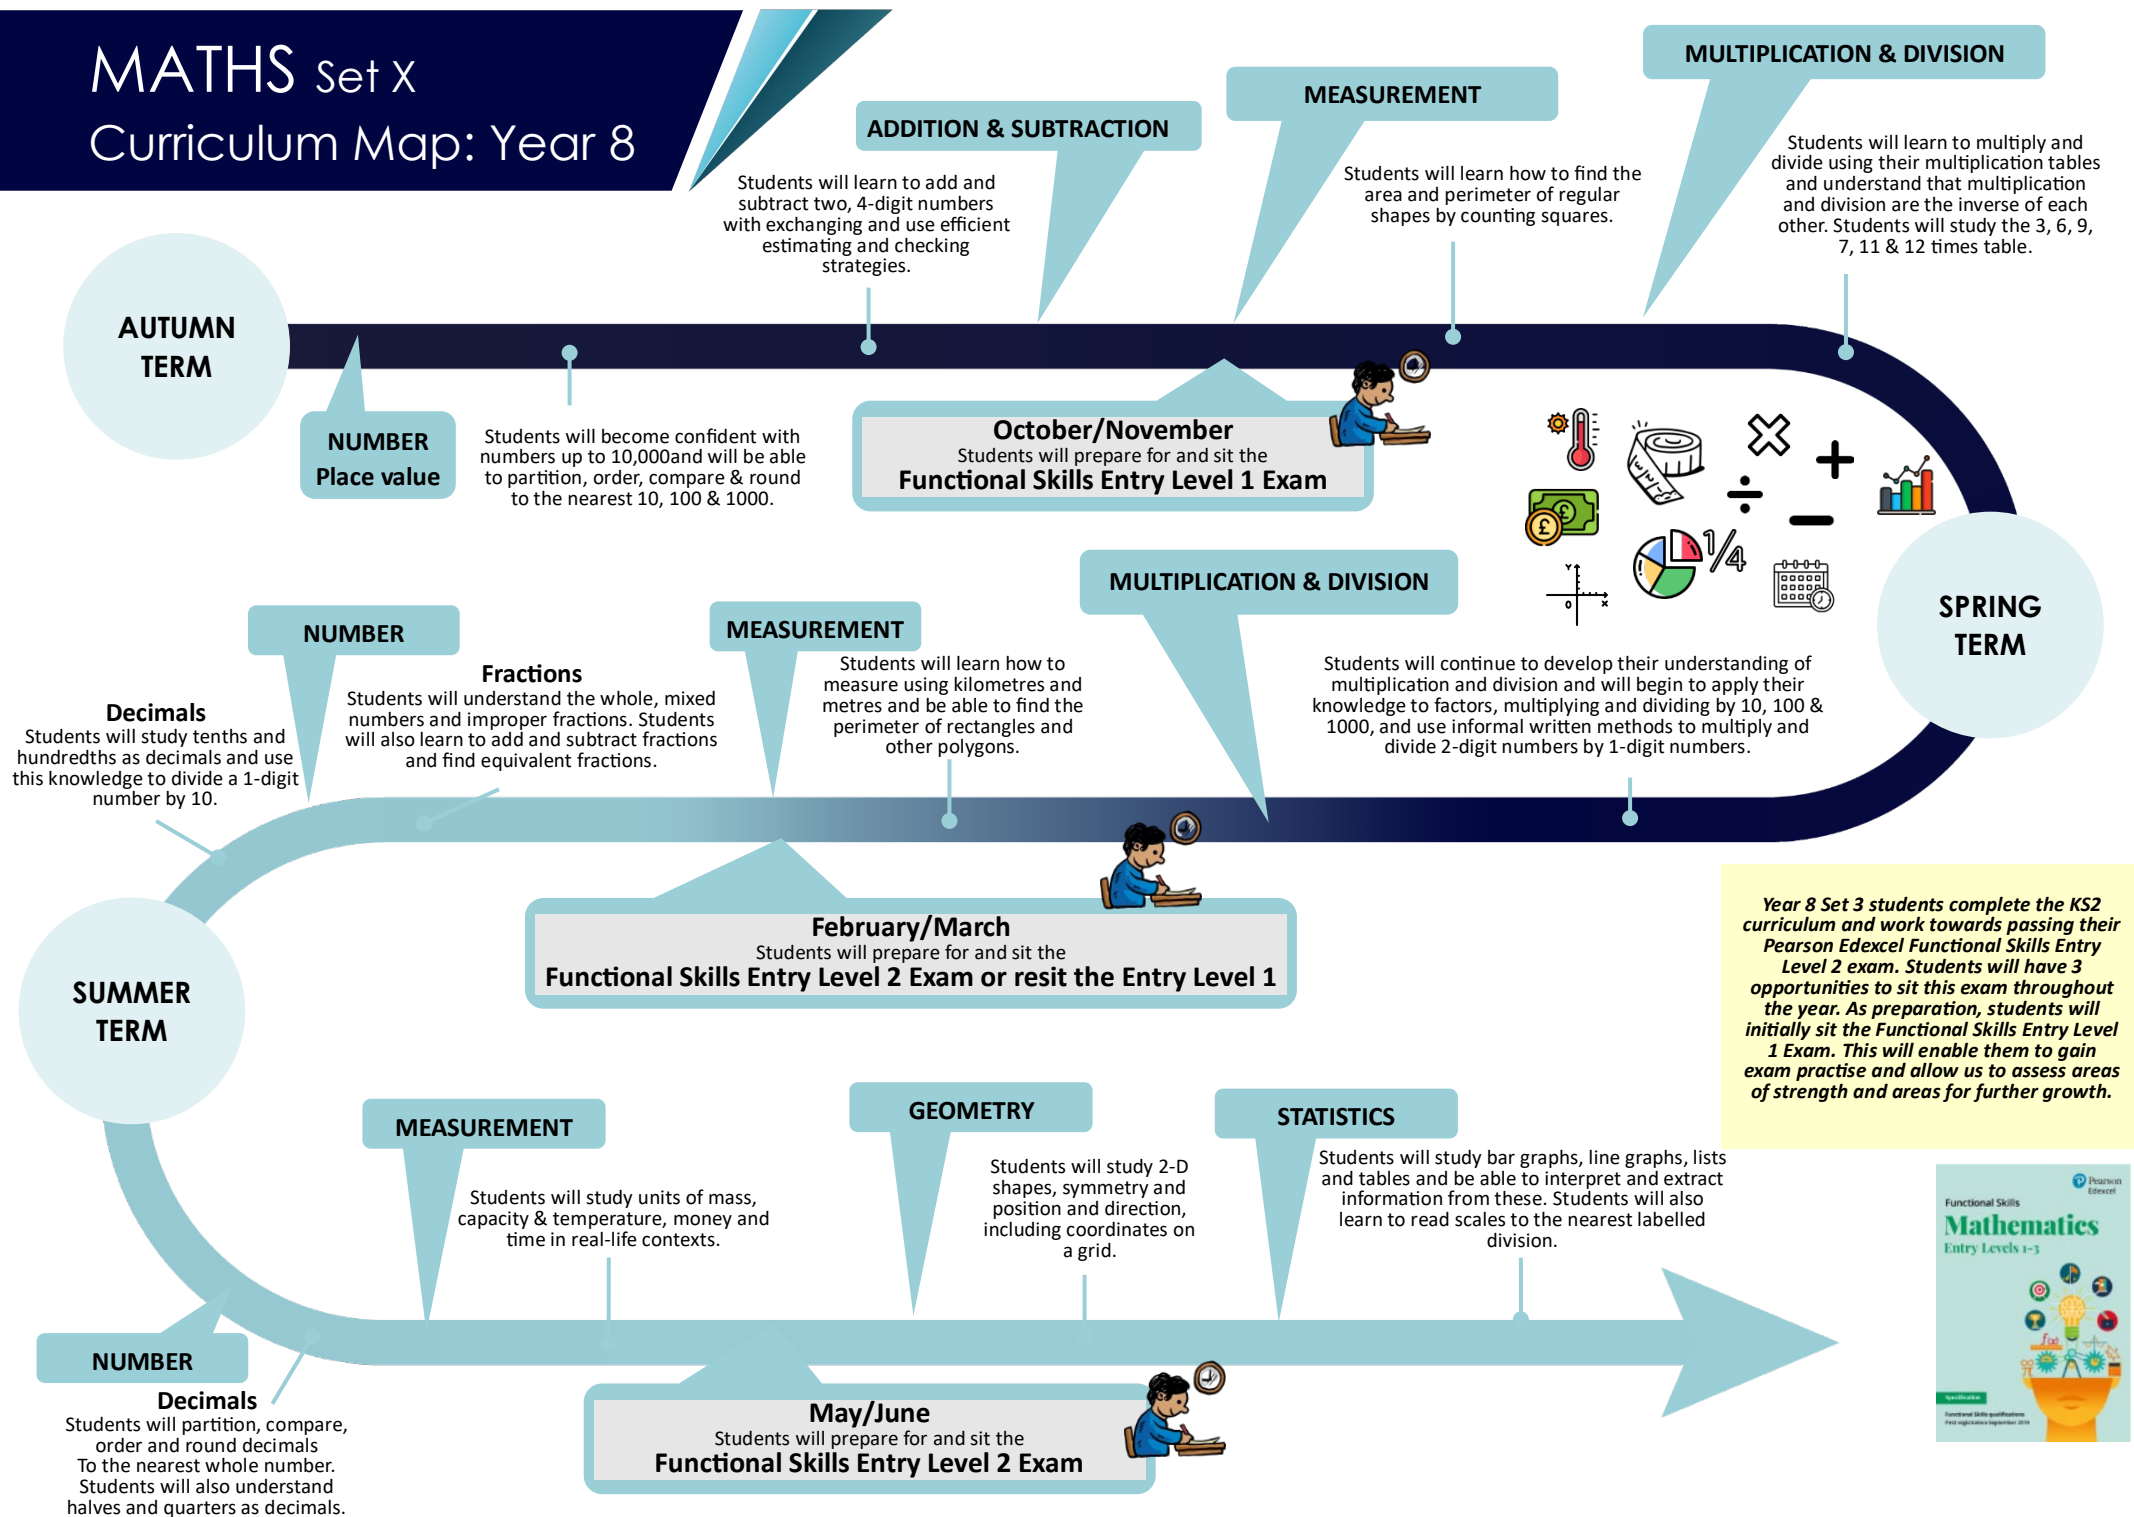 MATHS Set X
Curriculum Map: Year 8
AUTUMN
TERM
NUMBER
Place value
Students will become confident with
numbers up to 10,000and will be able
to partition, order, compare & round
to the nearest 10, 100 & 1000.
ADDITION & SUBTRACTION
Students will learn to add and
subtract two, 4-digit numbers
with exchanging and use efficient
estimating and checking
strategies.
MEASUREMENT
Students will learn how to find the
area and perimeter of regular
shapes by counting squares.
October/November
Students will prepare for and sit the
Functional Skills Entry Level 1 Exam
MULTIPLICATION & DIVISION
Students will learn to multiply and
divide using their multiplication tables
and understand that multiplication
and division are the inverse of each
other. Students will study the 3, 6, 9,
7, 11 & 12 times table.
1/4
Y
0
X
SPRING
TERM
MULTIPLICATION & DIVISION
Students will continue to develop their understanding of
multiplication and division and will begin to apply their
knowledge to factors, multiplying and dividing by 10, 100 &
1000, and use informal written methods to multiply and
divide 2-digit numbers by 1-digit numbers.
MEASUREMENT
Students will learn how to
measure using kilometres and
metres and be able to find the
perimeter of rectangles and
other polygons.
February/March
Students will prepare for and sit the
Functional Skills Entry Level 2 Exam or resit the Entry Level 1
NUMBER
Fractions
Students will understand the whole, mixed
numbers and improper fractions. Students
will also learn to add and subtract fractions
and find equivalent fractions.
Decimals
Students will study tenths and
hundredths as decimals and use
this knowledge to divide a 1-digit
number by 10.
SUMMER
TERM
NUMBER
Decimals
Students will partition, compare,
order and round decimals
To the nearest whole number.
Students will also understand
halves and quarters as decimals.
MEASUREMENT
Students will study units of mass,
capacity & temperature, money and
time in real-life contexts.
May/June
Students will prepare for and sit the
Functional Skills Entry Level 2 Exam
GEOMETRY
Students will study 2-D
shapes, symmetry and
position and direction,
including coordinates on
a grid.
STATISTICS
Students will study bar graphs, line graphs, lists
and tables and be able to interpret and extract
information from these. Students will also
learn to read scales to the nearest labelled
division.
Year 8 Set 3 students complete the KS2
curriculum and work towards passing their
Pearson Edexcel Functional Skills Entry
Level 2 exam. Students will have 3
opportunities to sit this exam throughout
the year. As preparation, students will
initially sit the Functional Skills Entry Level
1 Exam. This will enable them to gain
exam practise and allow us to assess areas
of strength and areas for further growth.
Pearson
Edexcel
Functional Skills
Mathematics
Entry Levels 1-3
f(x)
Specification
Functional Skills qualifications
First registration September 2019